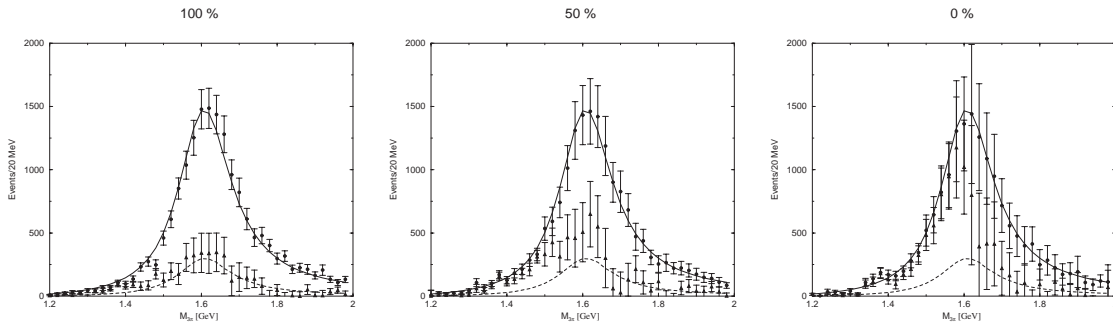 100 % 50 % 0 %
2000 2000 2000
1500 1500 1500
1000 1000 1000
500 500 500
0 0 0
1.2 1.4 1.6 1.8 2 1.2 1.4 1.6 1.8 2 1.2 1.4 1.6 1.8 2
Events/20 MeV Events/20 MeV Events/20 MeV
M3π [GeV] M3π [GeV] M3π [GeV]